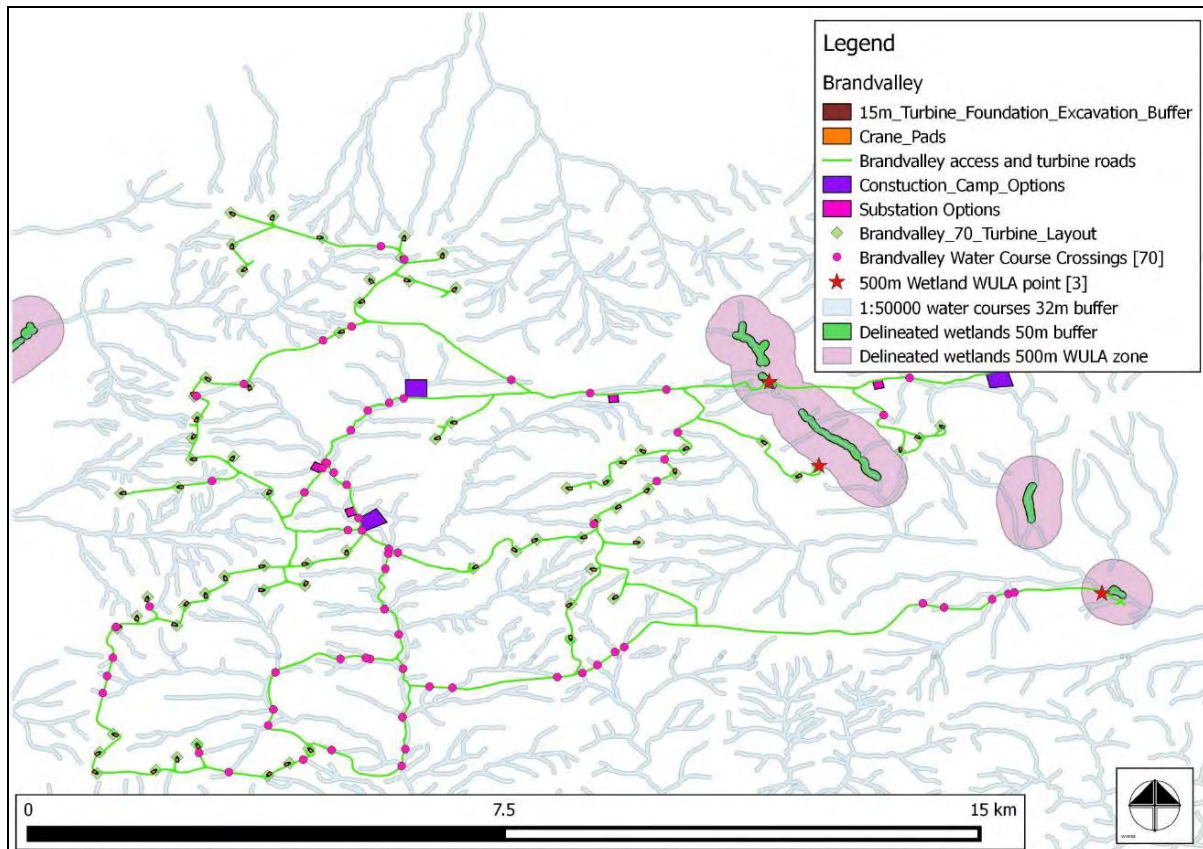 Legend
Brandvalley
15m_Turbine_Foundation_Excavation_Buffer
Crane_Pads
Brandvalley access and turbine roads
Constuction_Camp_Options
Substation Options
Brandvalley_70_Turbine_Layout
Brandvalley Water Course Crossings [70]
500m Wetland WULA point [3]
1:50000 water courses 32m buffer
Delineated wetlands 50m buffer
Delineated wetlands 500m WULA zone
0 7.5 15 km